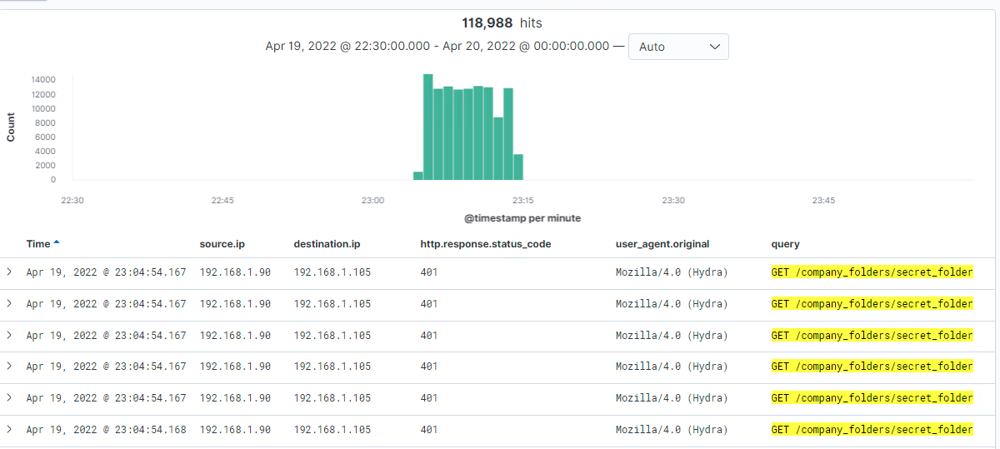 118,988 hits
Apr 19, 2022 @ 22:30:00.000 - Apr 20, 2022 @ 00:00:00.000 — Auto
Count
14000
12000
10000
8000
6000
4000
2000
0
22:30 22:45 23:00 23:15 23:30 23:45
@timestamp per minute
Time source.ip destination.ip http.response.status_code user_agent.original query
Apr 19, 2022 @ 23:04:54.167 192.168.1.90 192.168.1.105 401 Mozilla/4.0 (Hydra) GET /company_folders/secret_folder
Apr 19, 2022 @ 23:04:54.167 192.168.1.90 192.168.1.105 401 Mozilla/4.0 (Hydra) GET /company_folders/secret_folder
Apr 19, 2022 @ 23:04:54.167 192.168.1.90 192.168.1.105 401 Mozilla/4.0 (Hydra) GET /company_folders/secret_folder
Apr 19, 2022 @ 23:04:54.167 192.168.1.90 192.168.1.105 401 Mozilla/4.0 (Hydra) GET /company_folders/secret_folder
Apr 19, 2022 @ 23:04:54.167 192.168.1.90 192.168.1.105 401 Mozilla/4.0 (Hydra) GET /company_folders/secret_folder
Apr 19, 2022 @ 23:04:54.168 192.168.1.90 192.168.1.105 401 Mozilla/4.0 (Hydra) GET /company_folders/secret_folder